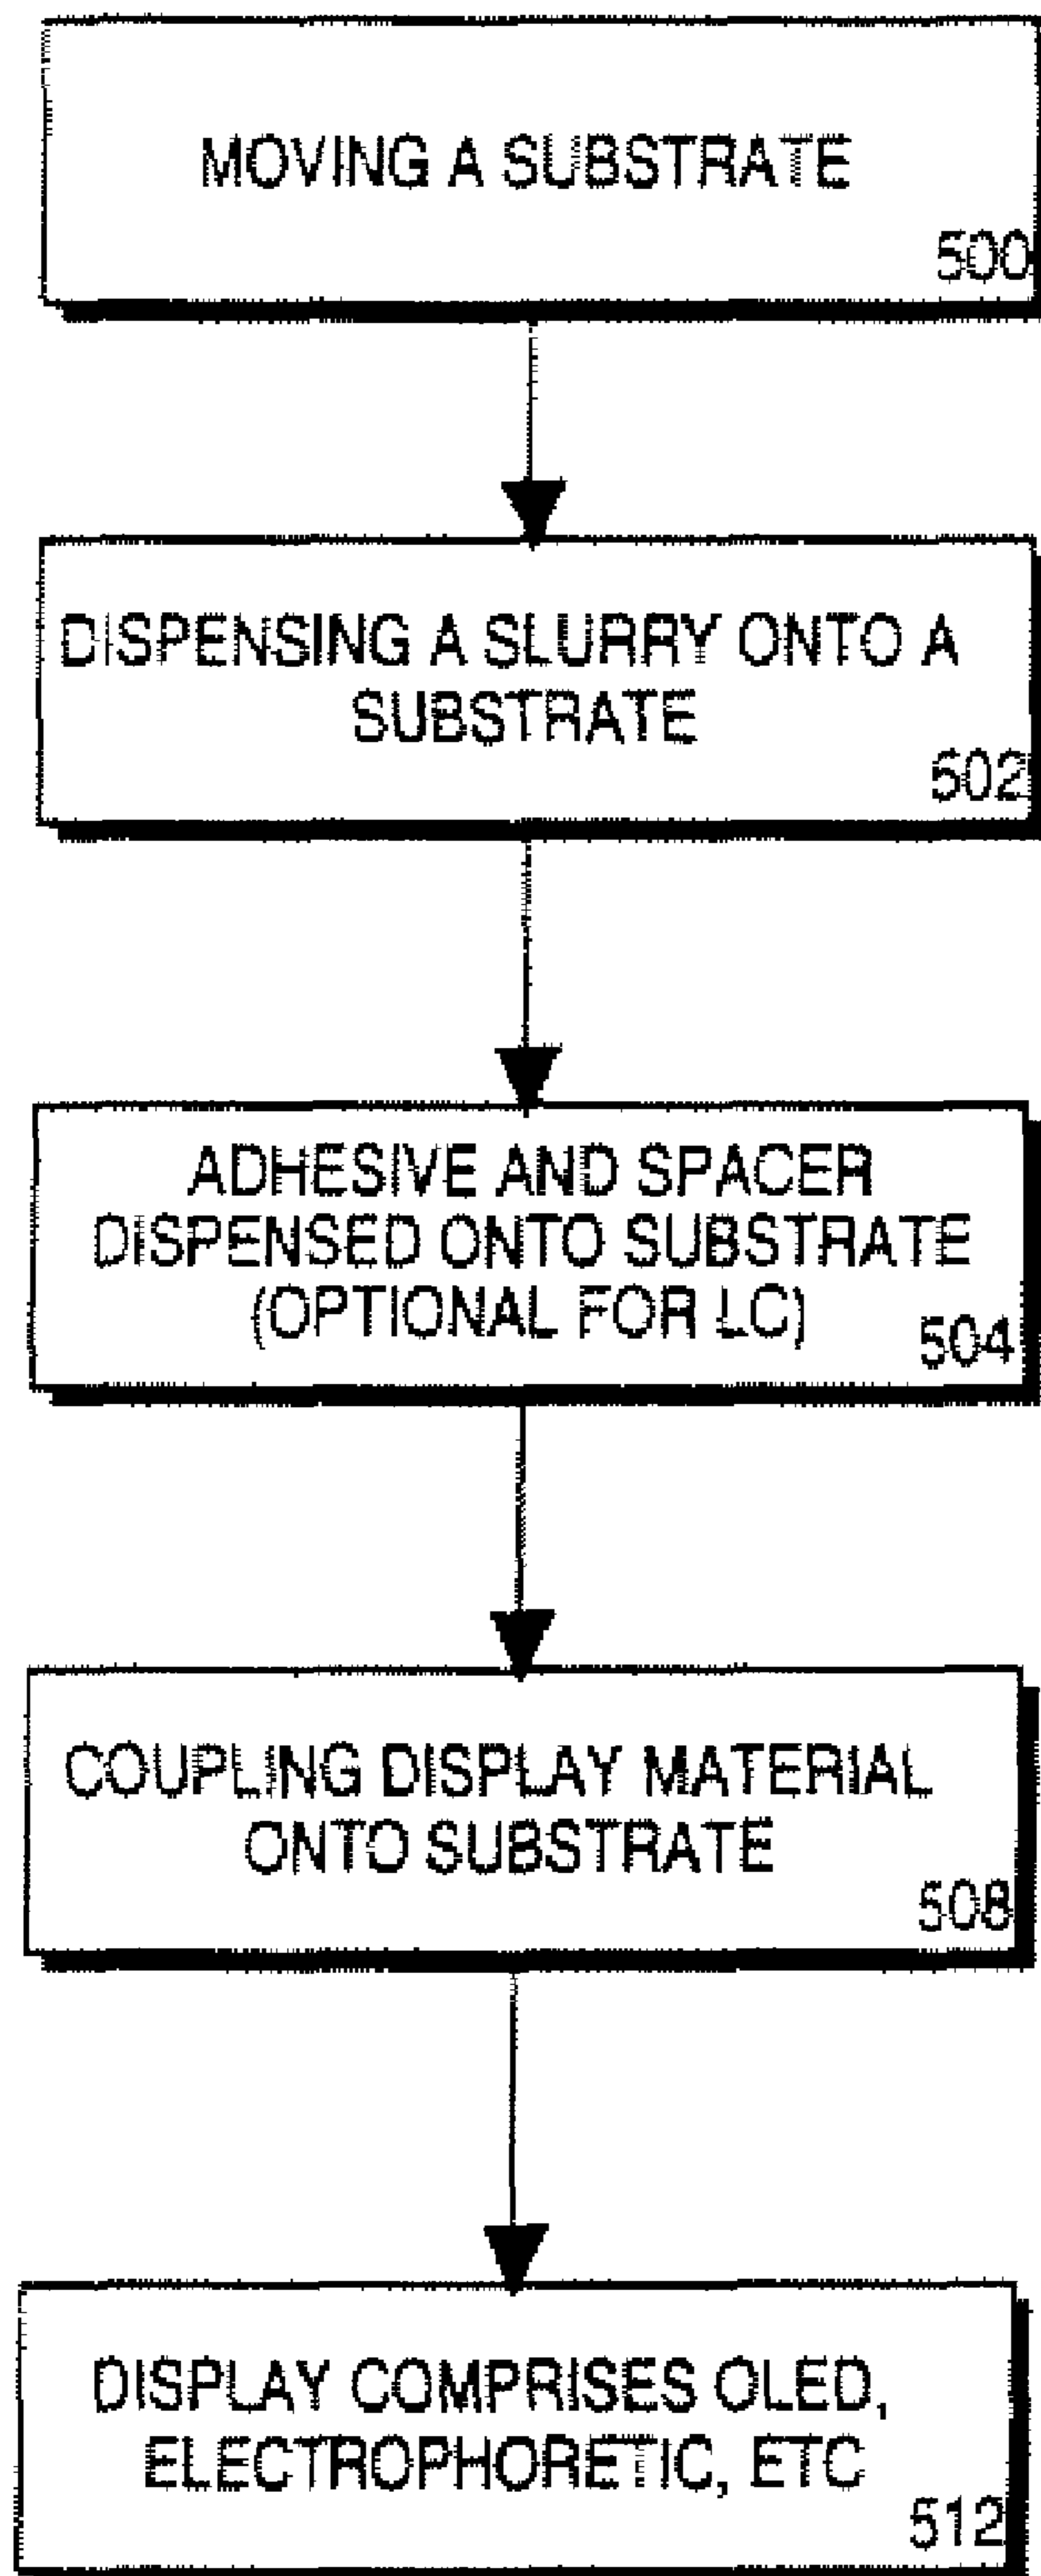 MOVING A SUBSTRATE
500
DISPENSING A SLURRY ONTO A
SUBSTRATE
502
ADHESIVE AND SPACER
DISPENSED ONTO SUBSTRATE
(OPTIONAL FOR LC)
504
COUPLING DISPLAY MATERIAL
ONTO SUBSTRATE
508
DISPLAY COMPRISES OLED,
ELECTROPHORETIC, ETC
512